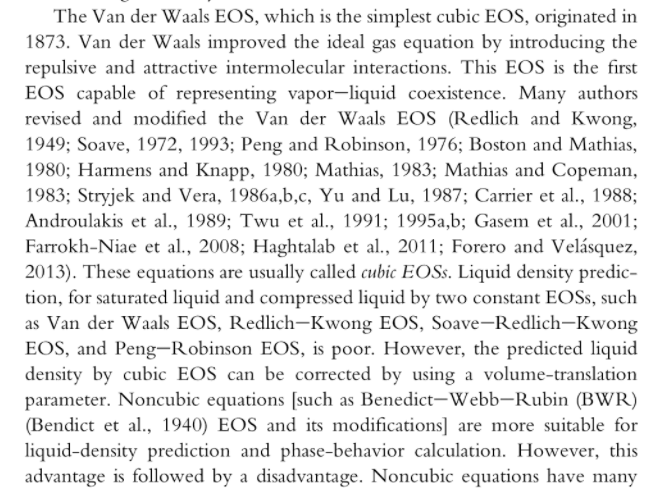 The Van der Waals EOS, which is the simplest cubic EOS, originated in
1873. Van der Waals improved the ideal gas equation by introducing the
repulsive and attractive intermolecular interactions. This EOS is the first
EOS capable of representing vapor−liquid coexistence. Many authors
revised and modified the Van der Waals EOS (Redlich and Kwong,
1949; Soave, 1972, 1993; Peng and Robinson, 1976; Boston and Mathias,
1980; Harmens and Knapp, 1980; Mathias, 1983; Mathias and Copeman,
1983; Stryjek and Vera, 1986a,b,c, Yu and Lu, 1987; Carrier et al., 1988;
Androulakis et al., 1989; Twu et al., 1991; 1995a,b; Gasem et al., 2001;
Farrokh-Niae et al., 2008; Haghtalab et al., 2011; Forero and Velásquez,
2013). These equations are usually called cubic EOSs. Liquid density predic-
tion, for saturated liquid and compressed liquid by two constant EOSs, such
as Van der Waals EOS, Redlich−Kwong EOS, Soave−Redlich−Kwong
EOS, and Peng−Robinson EOS, is poor. However, the predicted liquid
density by cubic EOS can be corrected by using a volume-translation
parameter. Noncubic equations [such as Benedict−Webb−Rubin (BWR)
(Bendict et al., 1940) EOS and its modifications] are more suitable for
liquid-density prediction and phase-behavior calculation. However, this
advantage is followed by a disadvantage. Noncubic equations have many